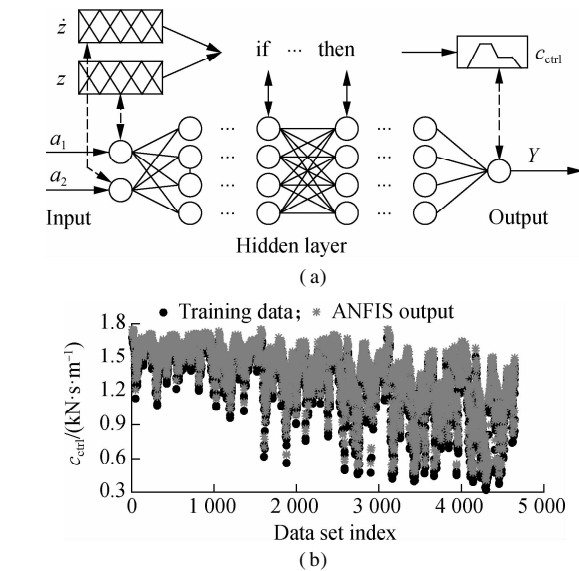 ż
z
if ··· then
c_ctrl
a₁
a₂
··· ···
··· ···
··· ···
··· ···
Y
Input
Output
Hidden layer
(a)
● Training data; ✱ ANFIS output
c_ctrl/(kN·s·m⁻¹)
1.8
1.5
1.2
0.9
0.6
0.3
0 1 000 2 000 3 000 4 000 5 000
Data set index
(b)